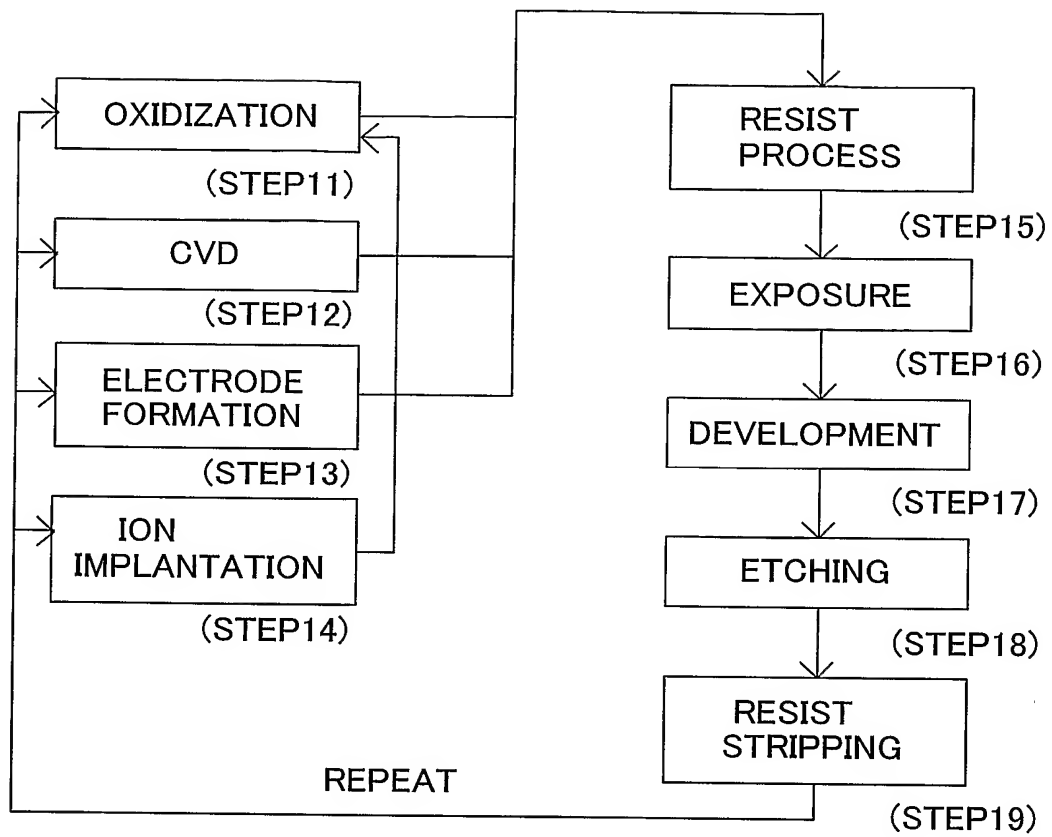 OXIDIZATION
(STEP11)
CVD
(STEP12)
ELECTRODE
FORMATION
(STEP13)
ION
IMPLANTATION
(STEP14)
RESIST
PROCESS
(STEP15)
EXPOSURE
(STEP16)
DEVELOPMENT
(STEP17)
ETCHING
(STEP18)
RESIST
STRIPPING
(STEP19)
REPEAT